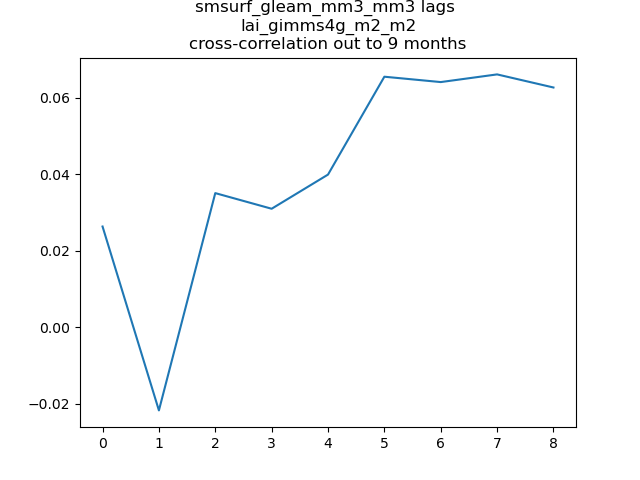 smsurf_gleam_mm3_mm3 lags
lai_gimms4g_m2_m2
cross-correlation out to 9 months
0.06
0.04
0.02
0.00
−0.02
0 1 2 3 4 5 6 7 8